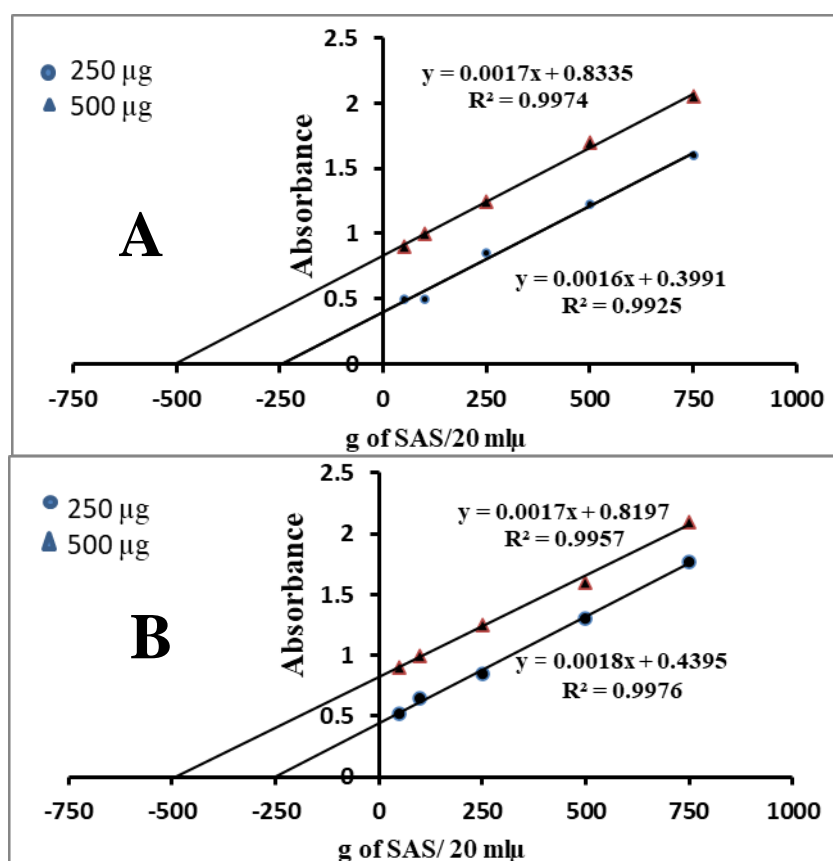 2.5
250 µg
500 µg
y = 0.0017x + 0.8335
R² = 0.9974
2
1.5
A
Absorbance
1
y = 0.0016x + 0.3991
R² = 0.9925
0.5
0
-750 -500 -250 0 250 500 750 1000
g of SAS/20 mlµ
2.5
250 µg
500 µg
y = 0.0017x + 0.8197
R² = 0.9957
2
1.5
B
Absorbance
1
y = 0.0018x + 0.4395
R² = 0.9976
0.5
0
-750 -500 -250 0 250 500 750 1000
g of SAS/ 20 mlµ